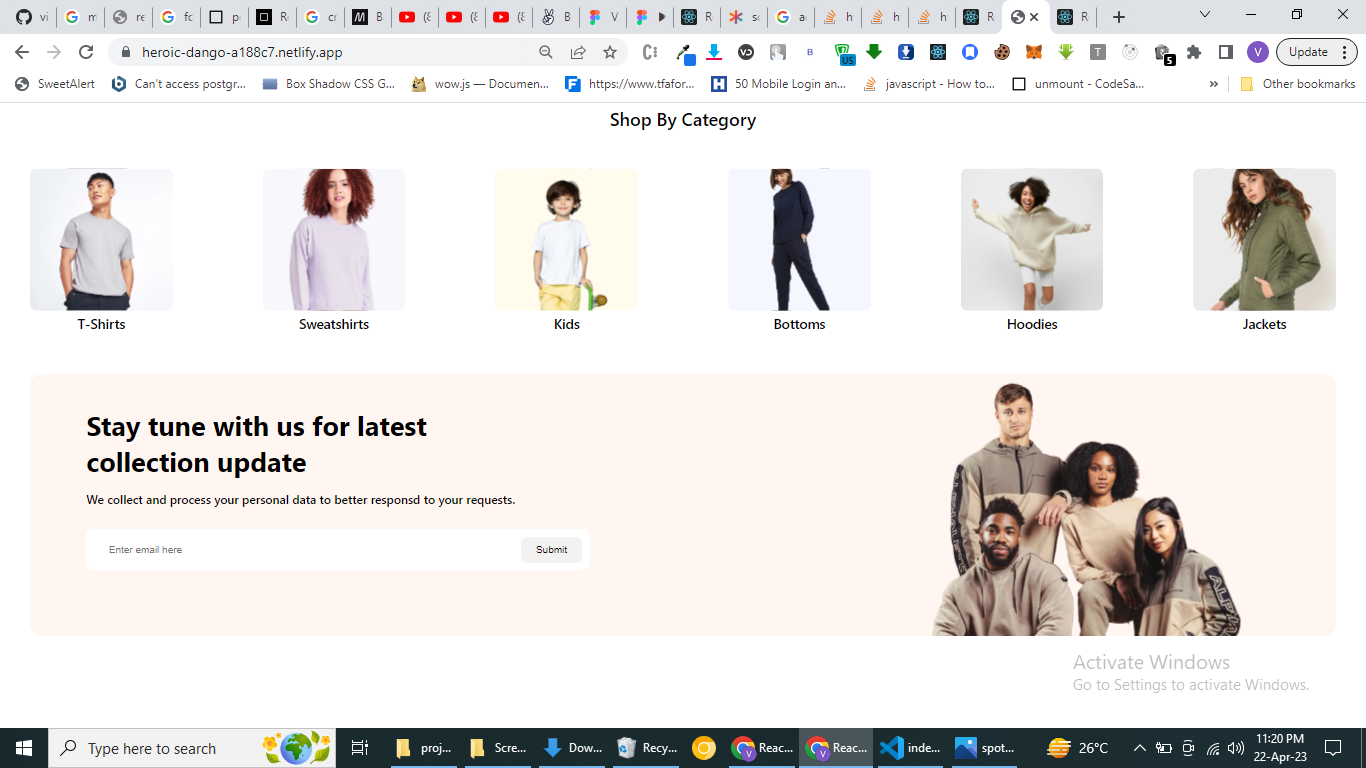 vi
m
re
fc
p
R
cr
B
(8
(8
(8
B
V
R
sc
a
h
h
h
R
R
heroic-dango-a188c7.netlify.app
US
B
T
5
V
Update
SweetAlert
Can't access postgr...
Box Shadow CSS G...
wow.js — Documen...
https://www.tfafor...
50 Mobile Login an...
javascript - How to...
unmount - CodeSa...
»
Other bookmarks
Shop By Category
T-Shirts
Sweatshirts
Kids
Bottoms
Hoodies
Jackets
Stay tune with us for latest
collection update
We collect and process your personal data to better responsd to your requests.
Enter email here
Submit
Activate Windows
Go to Settings to activate Windows.
Type here to search
proj...
Scre...
Dow...
Recy...
Reac...
Reac...
inde...
spot...
26°C
11:20 PM
22-Apr-23